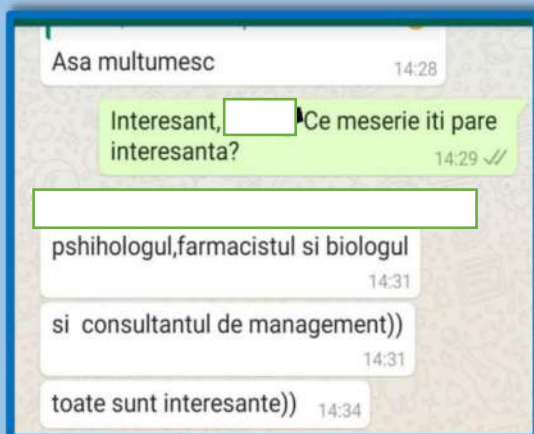 Asa multumesc
14:28
Interesant, Ce meserie iti pare
interesanta?
14:29
pshihologul,farmacistul si biologul
14:31
si consultantul de management))
14:31
toate sunt interesante)) 14:34